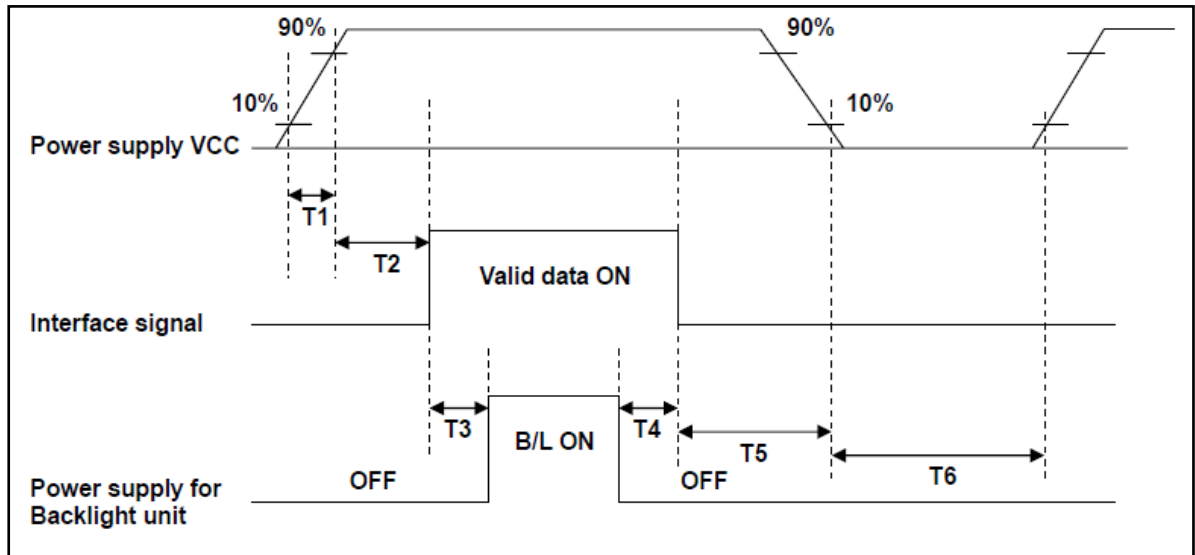 90%
90%
10%
10%
Power supply VCC
T1
T2
Valid data ON
Interface signal
T3
T4
B/L ON
T5
T6
OFF
OFF
Power supply for
Backlight unit